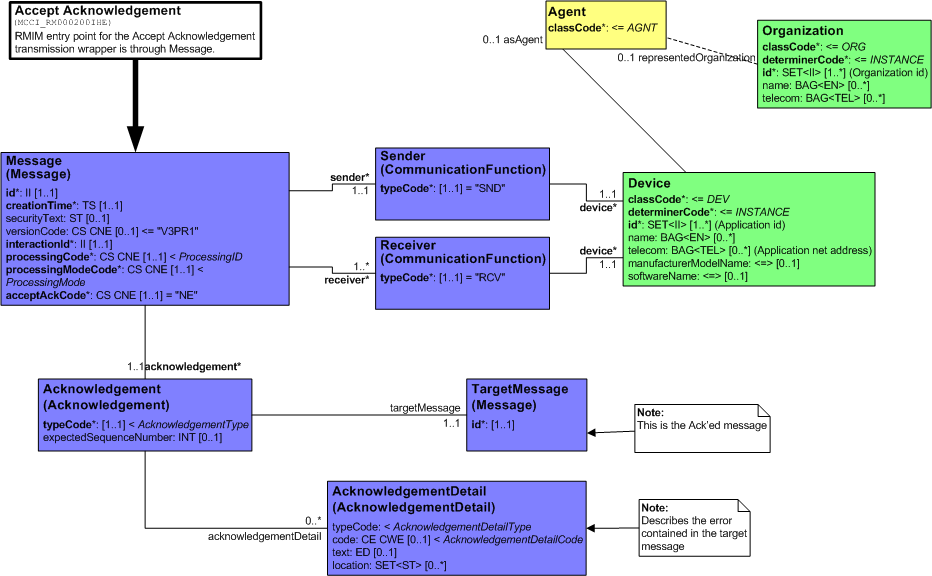 Accept Acknowledgement
(MCCI_RM000200IHE)
RMIM entry point for the Accept Acknowledgement
transmission wrapper is through Message.
Agent
classCode*: <= AGNT
0..1 asAgent
0..1 representedOrganization
Organization
classCode*: <= ORG
determinerCode*: <= INSTANCE
id*: SET<II> [1..*] (Organization id)
name: BAG<EN> [0..*]
telecom: BAG<TEL> [0..*]
Message
(Message)
id*: II [1..1]
creationTime*: TS [1..1]
securityText: ST [0..1]
versionCode: CS CNE [0..1] <= "V3PR1"
interactionId*: II [1..1]
processingCode*: CS CNE [1..1] < ProcessingID
processingModeCode*: CS CNE [1..1] <
ProcessingMode
acceptAckCode*: CS CNE [1..1] = "NE"
sender*
1..1
Sender
(CommunicationFunction)
typeCode*: [1..1] = "SND"
1..1
device*
1..*
receiver*
Receiver
(CommunicationFunction)
typeCode*: [1..1] = "RCV"
device*
1..1
Device
classCode*: <= DEV
determinerCode*: <= INSTANCE
id*: SET<II> [1..*] (Application id)
name: BAG<EN> [0..*]
telecom: BAG<TEL> [0..*] (Application net address)
manufacturerModelName: <=> [0..1]
softwareName: <=> [0..1]
1..1acknowledgement*
Acknowledgement
(Acknowledgement)
typeCode*: [1..1] < AcknowledgementType
expectedSequenceNumber: INT [0..1]
targetMessage
1..1
TargetMessage
(Message)
id*: [1..1]
Note:
This is the Ack'ed message
0..*
acknowledgementDetail
AcknowledgementDetail
(AcknowledgementDetail)
typeCode: < AcknowledgementDetailType
code: CE CWE [0..1] < AcknowledgementDetailCode
text: ED [0..1]
location: SET<ST> [0..*]
Note:
Describes the error
contained in the target
message